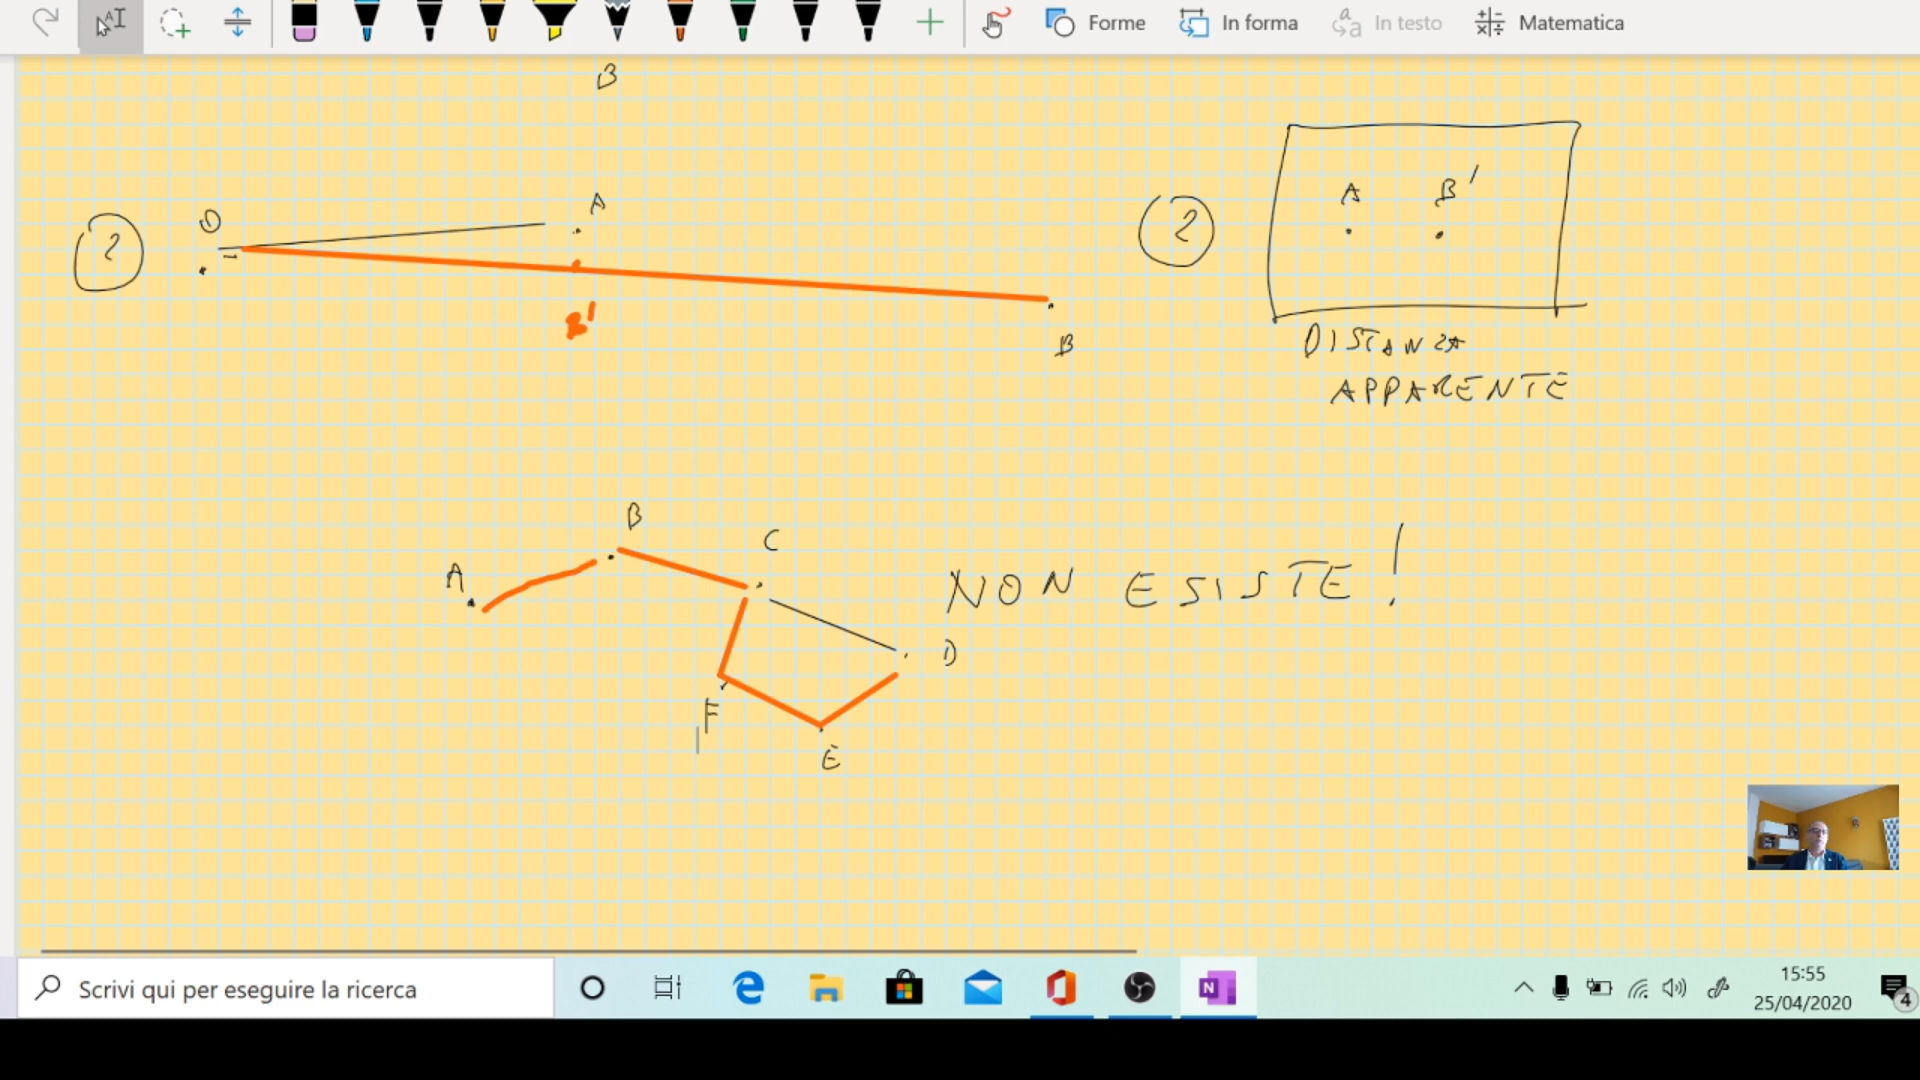 Forme In forma In testo Matematica
B
2 O A B' B
2 A B'
DISTANZA
APPARENTE
A B C D E F
NON ESISTE!
Scrivi qui per eseguire la ricerca
15:55
25/04/2020
4